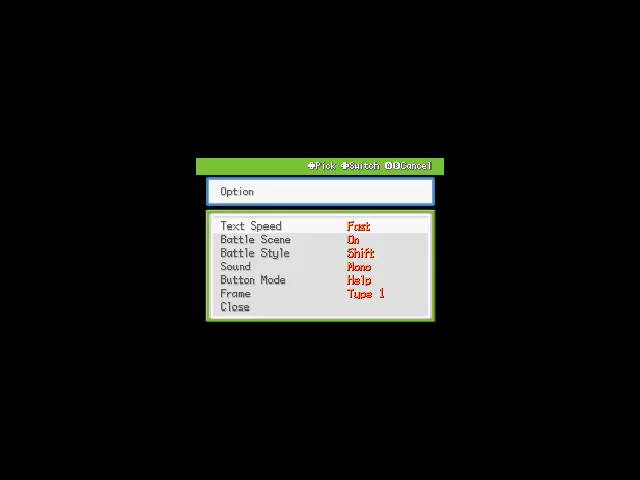 Pick Switch A B Cancel
Option
Text Speed Fast
Battle Scene On
Battle Style Shift
Sound Mono
Button Mode Help
Frame Type 1
Close